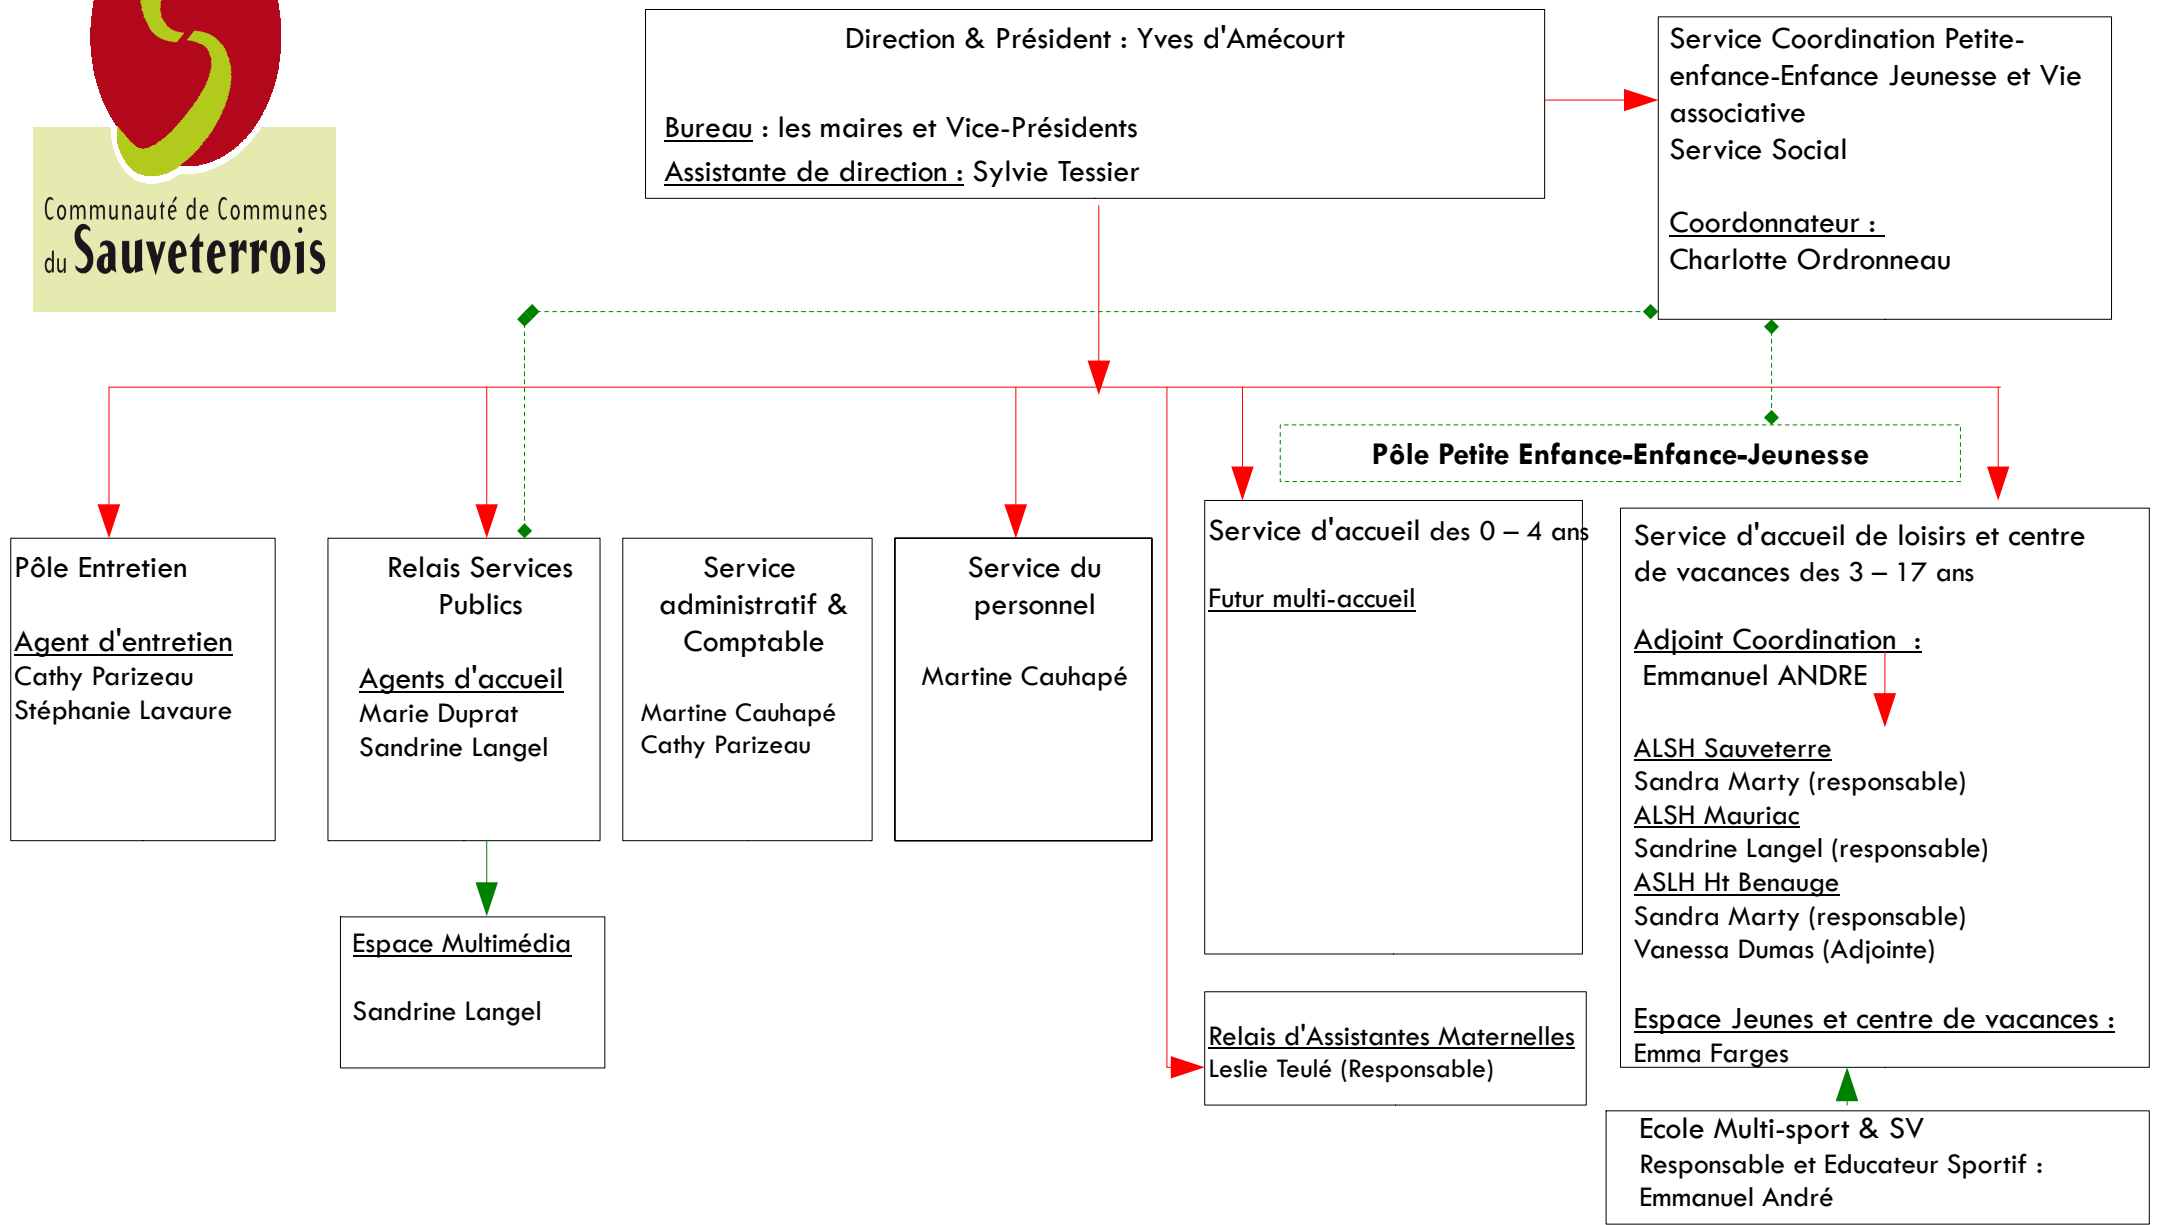 Communauté de Communes
du Sauveterrois
Direction & Président : Yves d'Amécourt
Bureau : les maires et Vice-Présidents
Assistante de direction : Sylvie Tessier
Service Coordination Petite-
enfance-Enfance Jeunesse et Vie
associative
Service Social
Coordonnateur :
Charlotte Ordronneau
Pôle Petite Enfance-Enfance-Jeunesse
Pôle Entretien
Agent d'entretien
Cathy Parizeau
Stéphanie Lavaure
Relais Services
Publics
Agents d'accueil
Marie Duprat
Sandrine Langel
Service
administratif &
Comptable
Martine Cauhapé
Cathy Parizeau
Service du
personnel
Martine Cauhapé
Service d'accueil des 0 – 4 ans
Futur multi-accueil
Service d'accueil de loisirs et centre
de vacances des 3 – 17 ans
Adjoint Coordination :
Emmanuel ANDRE
ALSH Sauveterre
Sandra Marty (responsable)
ALSH Mauriac
Sandrine Langel (responsable)
ASLH Ht Benauge
Sandra Marty (responsable)
Vanessa Dumas (Adjointe)
Espace Jeunes et centre de vacances :
Emma Farges
Espace Multimédia
Sandrine Langel
Relais d'Assistantes Maternelles
Leslie Teulé (Responsable)
Ecole Multi-sport & SV
Responsable et Educateur Sportif :
Emmanuel André